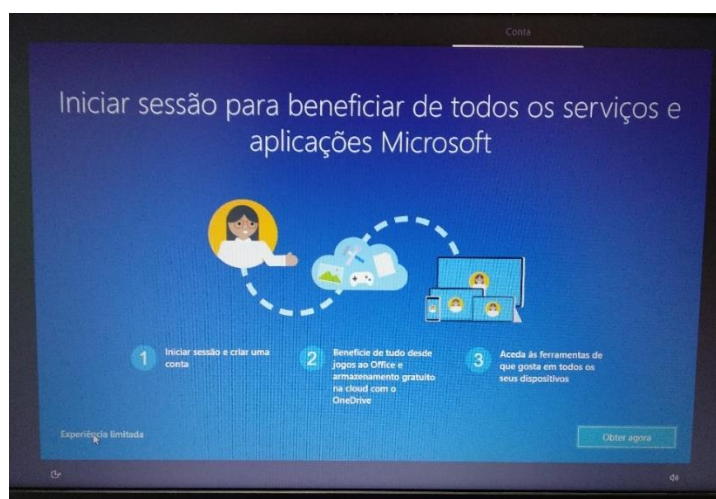 Conta
Iniciar sessão para beneficiar de todos os serviços e
aplicações Microsoft
1
Iniciar sessão e criar uma
conta
2
Beneficie de tudo desde
jogos ao Office e
armazenamento gratuito
na cloud com o
OneDrive
3
Aceda às ferramentas de
que gosta em todos os
seus dispositivos
Experiência limitada
Obter agora